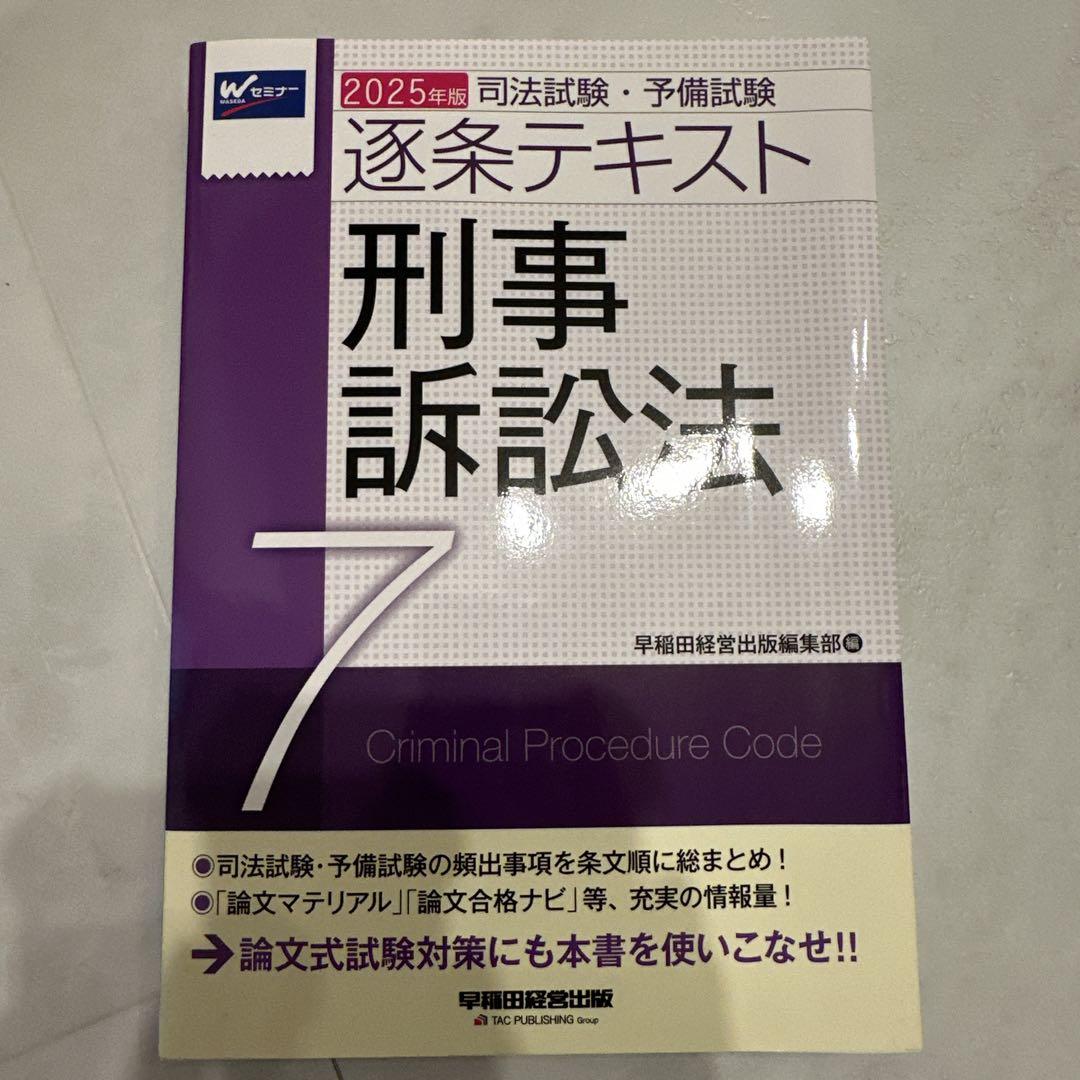 W セミナー
WASEDA
2025年版 司法試験・予備試験
逐条テキスト
刑事
訴訟法
7
早稲田経営出版編集部編
Criminal Procedure Code
◉司法試験・予備試験の頻出事項を条文順に総まとめ!
◉「論文マテリアル」「論文合格ナビ」等、充実の情報量!
➔論文式試験対策にも本書を使いこなせ!!
早稲田経営出版
TAC PUBLISHING Group